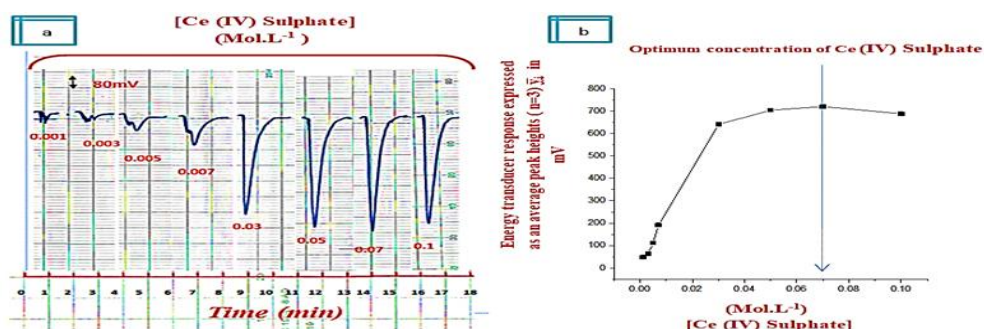 a
[Ce (IV) Sulphate]
(Mol.L-1 )
80mV
0.001
0.003
0.005
0.007
0.03
0.05
0.07
0.1
0 1 2 3 4 5 6 7 8 9 10 11 12 13 14 15 16 17 18
Time (min)
b
Optimum concentration of Ce (IV) Sulphate
Energy transducer response expressed
as an average peak heights ( n=3) in
mV
800
700
600
500
400
300
200
100
0
0.00 0.02 0.04 0.06 0.08 0.10
(Mol.L-1)
[Ce (IV) Sulphate]